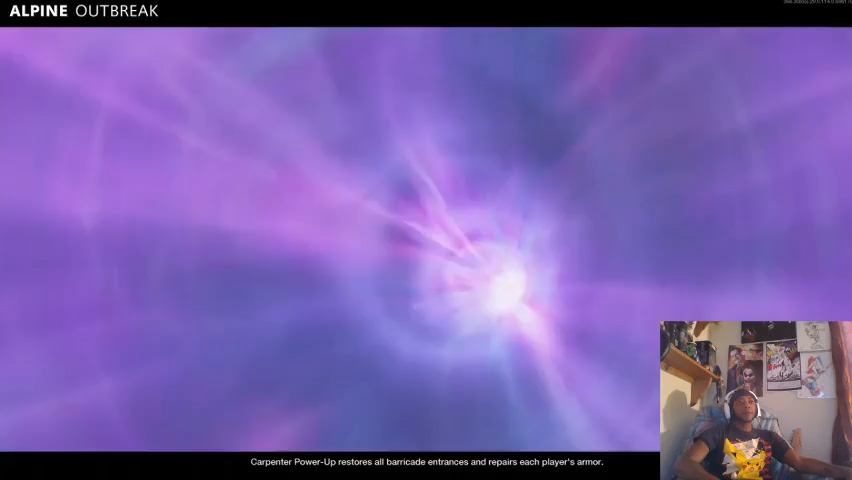 ALPINE OUTBREAK
Carpenter Power-Up restores all barricade entrances and repairs each player's armor.